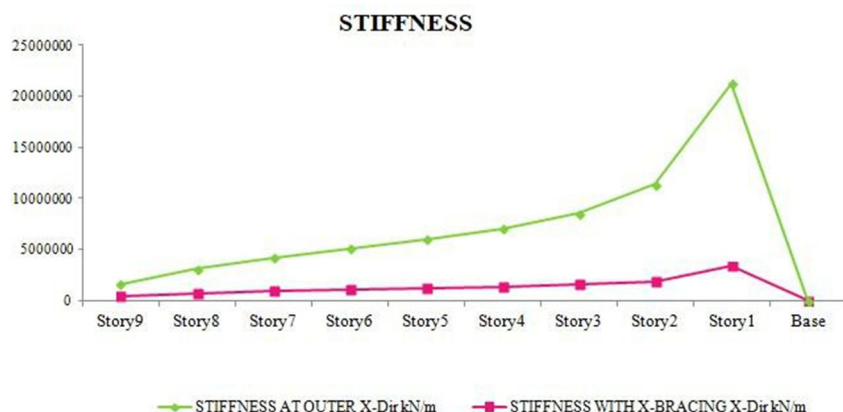 STIFFNESS
25000000
20000000
15000000
10000000
5000000
0
Story9 Story8 Story7 Story6 Story5 Story4 Story3 Story2 Story1 Base
STIFFNESS AT OUTER X-Dir kN/m STIFFNESS WITH X-BRACING X-Dir kN/m